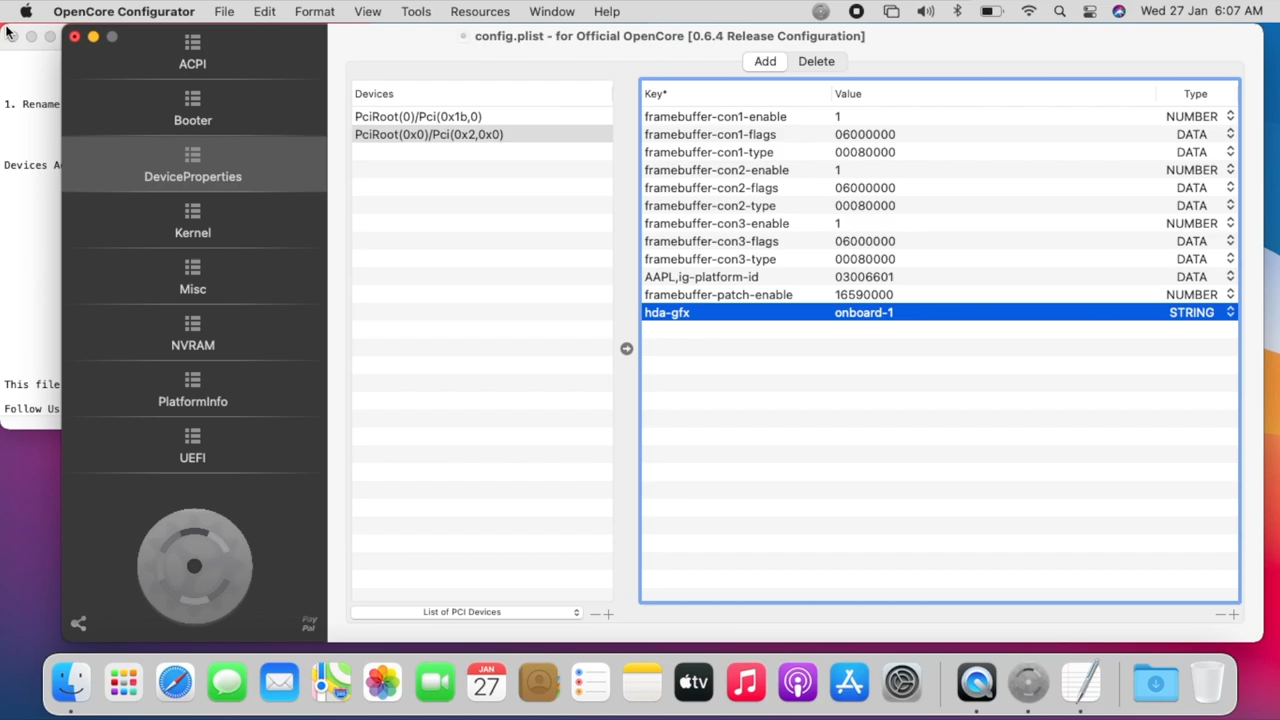 OpenCore Configurator File Edit Format View Tools Resources Window Help Wed 27 Jan 6:07 AM
config.plist - for Official OpenCore [0.6.4 Release Configuration]
1. Rename
Devices A
This file
Follow Us
ACPI
Booter
DeviceProperties
Kernel
Misc
NVRAM
PlatformInfo
UEFI
Pay
Pal
Add Delete
Devices
PciRoot(0)/Pci(0x1b,0)
PciRoot(0x0)/Pci(0x2,0x0)
List of PCI Devices
Key* Value Type
framebuffer-con1-enable 1 NUMBER
framebuffer-con1-flags 06000000 DATA
framebuffer-con1-type 00080000 DATA
framebuffer-con2-enable 1 NUMBER
framebuffer-con2-flags 06000000 DATA
framebuffer-con2-type 00080000 DATA
framebuffer-con3-enable 1 NUMBER
framebuffer-con3-flags 06000000 DATA
framebuffer-con3-type 00080000 DATA
AAPL,ig-platform-id 03006601 DATA
framebuffer-patch-enable 16590000 NUMBER
hda-gfx onboard-1 STRING
JAN
27
tv